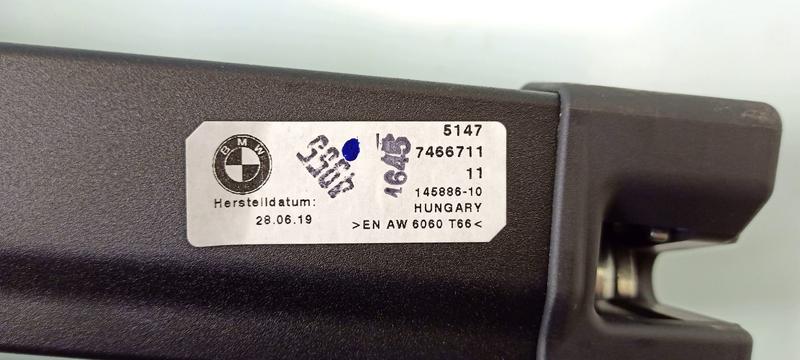 BMW
Herstelldatum:
28.06.19
5147
7466711
11
145886-10
HUNGARY
>EN AW 6060 T66<
1645